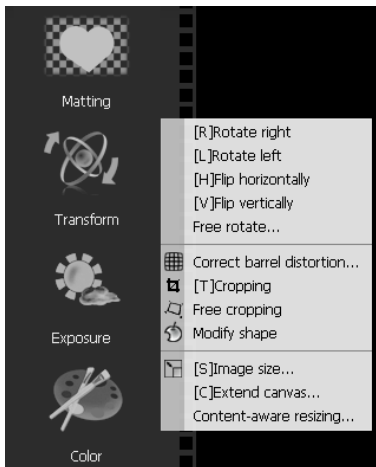 Matting
Transform
[R]Rotate right
[L]Rotate left
[H]Flip horizontally
[V]Flip vertically
Free rotate...
Correct barrel distortion...
[T]Cropping
Free cropping
Modify shape
[S]Image size...
[C]Extend canvas...
Content-aware resizing...
Exposure
Color